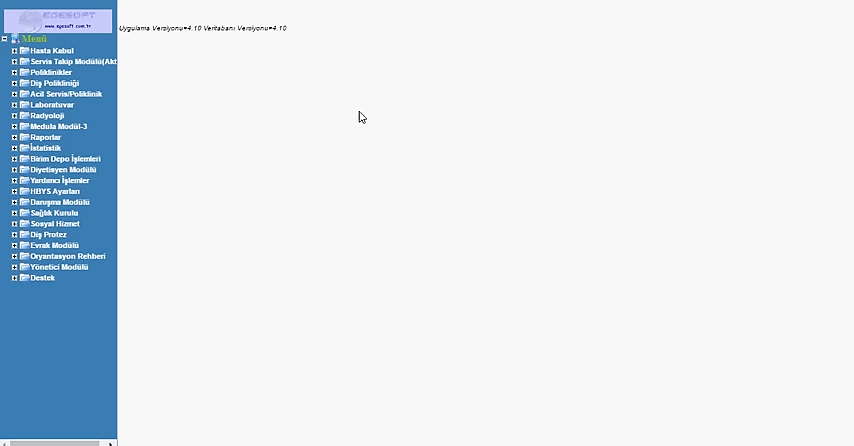 EGESOFT
www.egesoft.com.tr
Uygulama Versiyonu=4.10 Veritabanı Versiyonu=4.10
Menü
Hasta Kabul
Servis Takip Modülü(Akt
Poliklinikler
Diş Polikliniği
Acil Servis/Poliklinik
Laboratuvar
Radyoloji
Medula Modül-3
Raporlar
İstatistik
Birim Depo İşlemleri
Diyetisyen Modülü
Yardımcı İşlemler
HBYS Ayarları
Danışma Modülü
Sağlık Kurulu
Sosyal Hizmet
Diş Protez
Evrak Modülü
Oryantasyon Rehberi
Yönetici Modülü
Destek